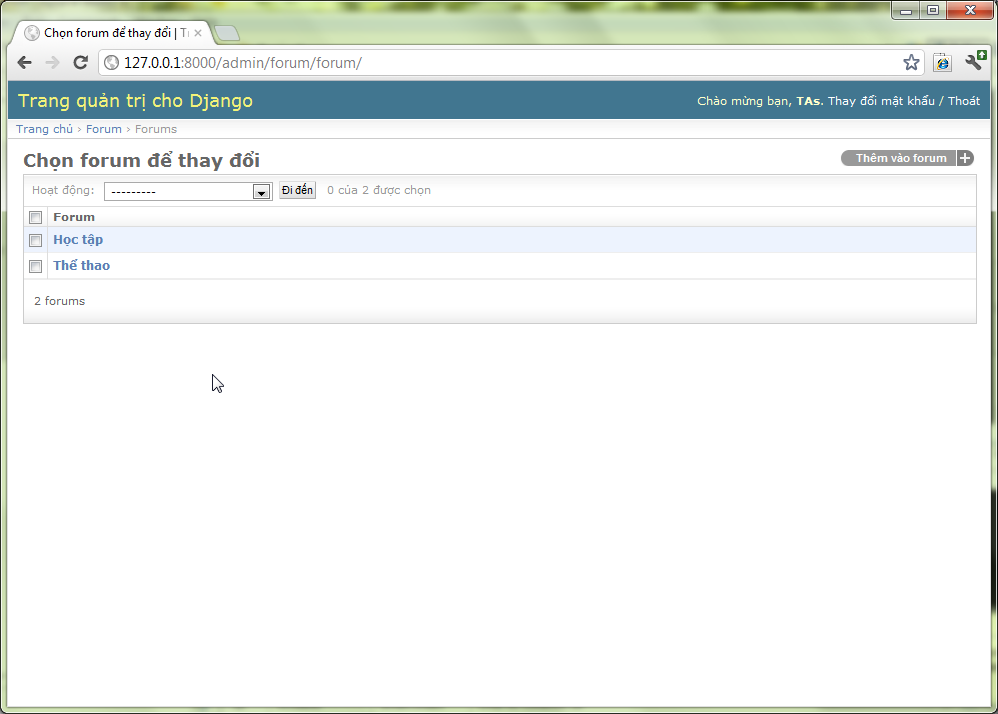 Chọn forum để thay đổi | Tr
127.0.0.1:8000/admin/forum/forum/
Trang quản trị cho Django
Chào mừng bạn, TAs. Thay đổi mật khẩu / Thoát
Trang chủ › Forum › Forums
Chọn forum để thay đổi
Thêm vào forum +
Hoạt động: --------- Đi đến 0 của 2 được chọn
Forum
Học tập
Thể thao
2 forums